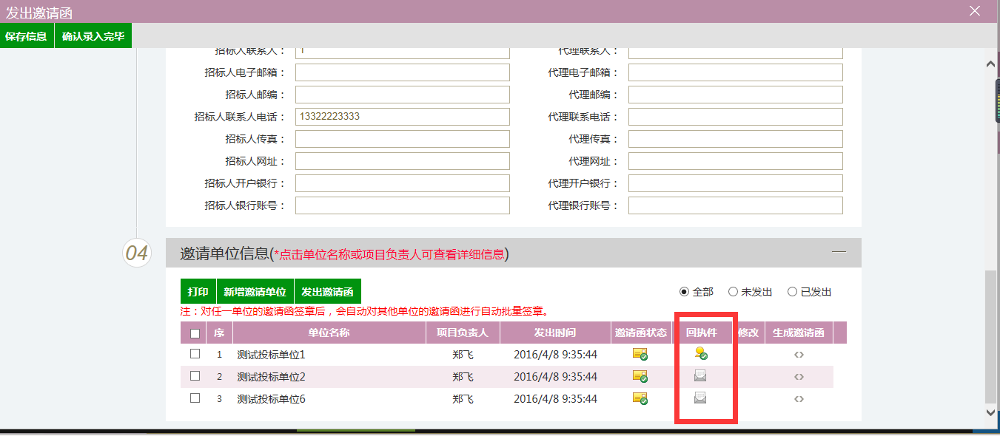 发出邀请函
保存信息 确认录入完毕
招标人联系人： 1 代理联系人：
招标人电子邮箱： 代理电子邮箱：
招标人邮编： 代理邮编：
招标人联系人电话： 13322223333 代理联系电话：
招标人传真： 代理传真：
招标人网址： 代理网址：
招标人开户银行： 代理开户银行：
招标人银行账号： 代理银行账号：
04 邀请单位信息(*点击单位名称或项目负责人可查看详细信息)
打印 新增邀请单位 发出邀请函 全部 未发出 已发出
注：对任一单位的邀请函签章后，会自动对其他单位的邀请函进行自动批量签章。
序 单位名称 项目负责人 发出时间 邀请函状态 回执件 修改 生成邀请函
1 测试投标单位1 郑飞 2016/4/8 9:35:44
2 测试投标单位2 郑飞 2016/4/8 9:35:44
3 测试投标单位6 郑飞 2016/4/8 9:35:44